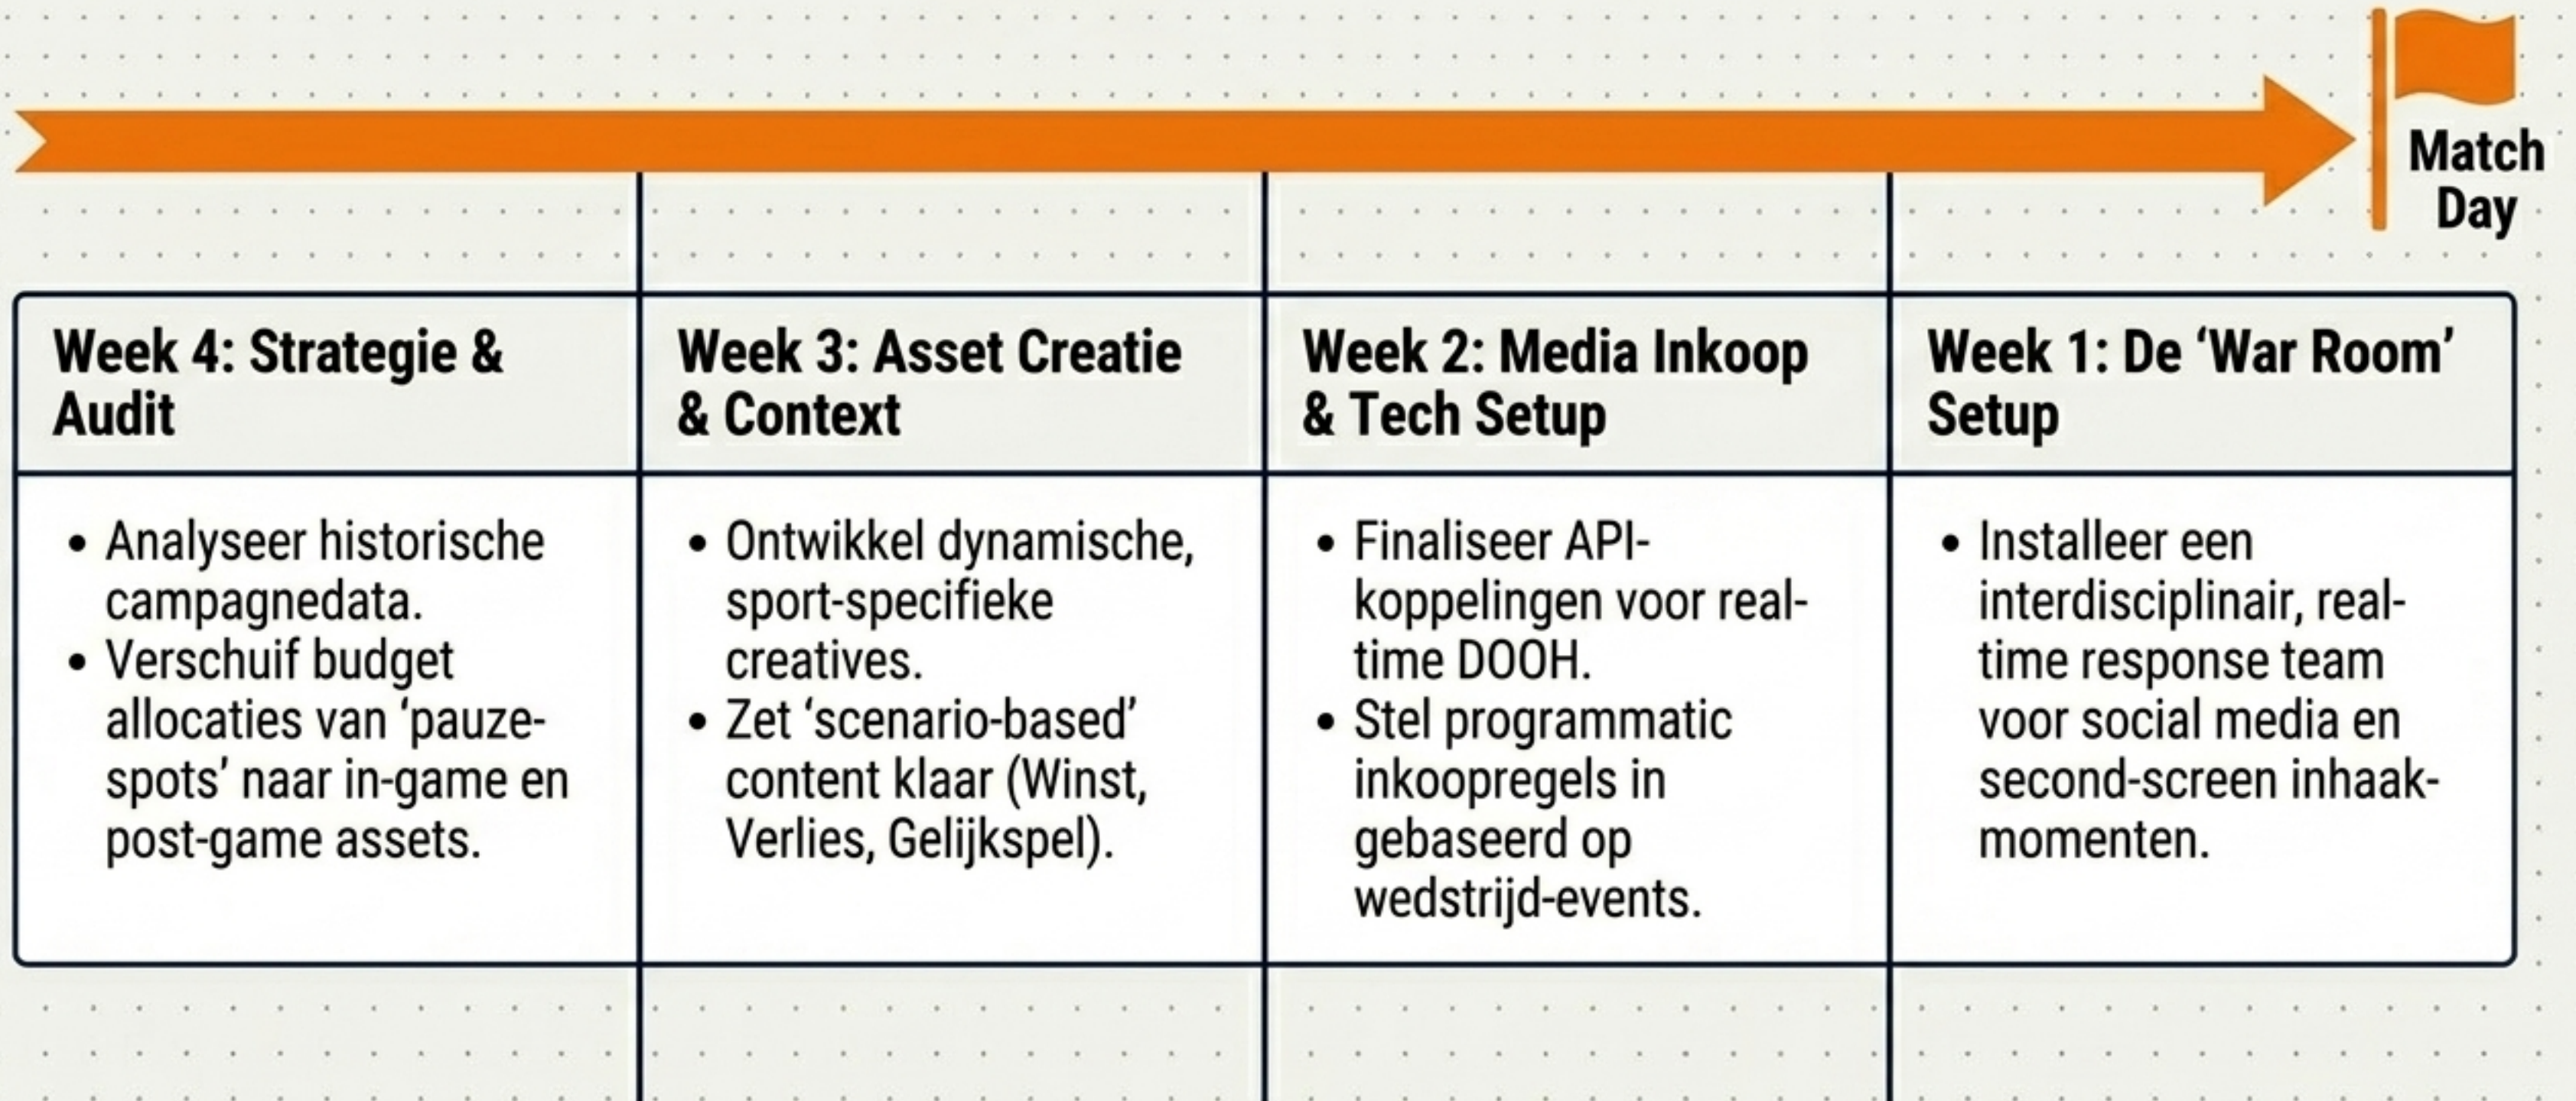 Match
Day
Week 4: Strategie &
Audit
• Analyseer historische
campagnedata.
• Verschuif budget
allocaties van ‘pauze-
spots’ naar in-game en
post-game assets.
Week 3: Asset Creatie
& Context
• Ontwikkel dynamische,
sport-specifieke
creatives.
• Zet ‘scenario-based’
content klaar (Winst,
Verlies, Gelijkspel).
Week 2: Media Inkoop
& Tech Setup
• Finaliseer API-
koppelingen voor real-
time DOOH.
• Stel programmatic
inkoopregels in
gebaseerd op
wedstrijd-events.
Week 1: De ‘War Room’
Setup
• Installeer een
interdisciplinair, real-
time response team
voor social media en
second-screen inhaak-
momenten.